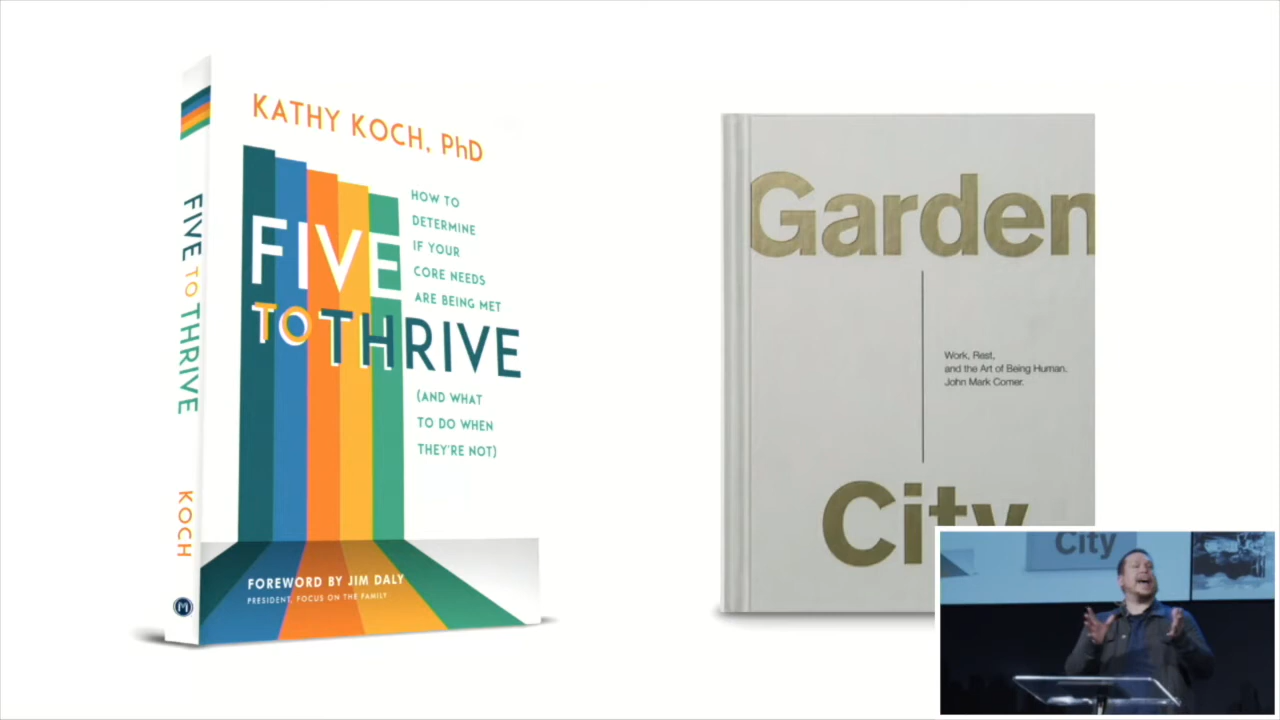 FIVE TO THRIVE
KOCH
KATHY KOCH, PhD
HOW TO
DETERMINE
IF YOUR
CORE NEEDS
ARE BEING MET
FIVE
TO THRIVE
(AND WHAT
TO DO WHEN
THEY'RE NOT)
FOREWORD BY JIM DALY
PRESIDENT, FOCUS ON THE FAMILY
Garden
Work, Rest,
and the Art of Being Human.
John Mark Comer.
City
City